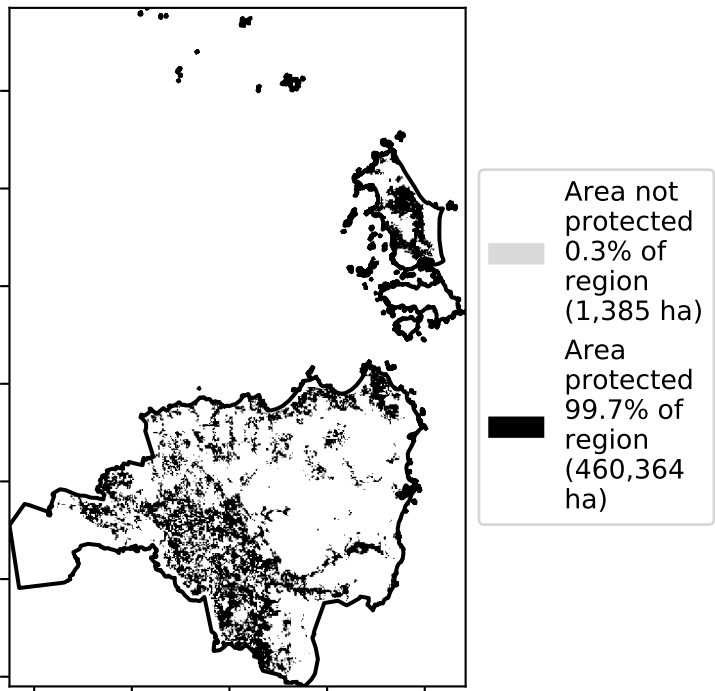 Area not
protected
0.3% of
region
(1,385 ha)
Area
protected
99.7% of
region
(460,364
ha)